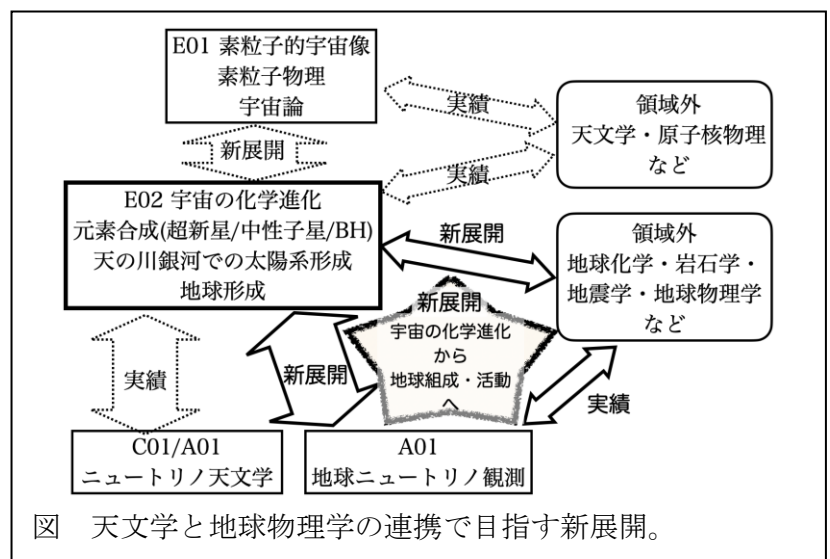 E01 素粒子的宇宙像
素粒子物理
宇宙論
実績
領域外
天文学・原子核物理
など
新展開
実績
E02 宇宙の化学進化
元素合成(超新星/中性子星/BH)
天の川銀河での太陽系形成
地球形成
新展開
領域外
地球化学・岩石学・
地震学・地球物理学
など
新展開
宇宙の化学進化
から
地球組成・活動
へ
実績
新展開
実績
C01/A01
ニュートリノ天文学
A01
地球ニュートリノ観測
図 天文学と地球物理学の連携で目指す新展開。